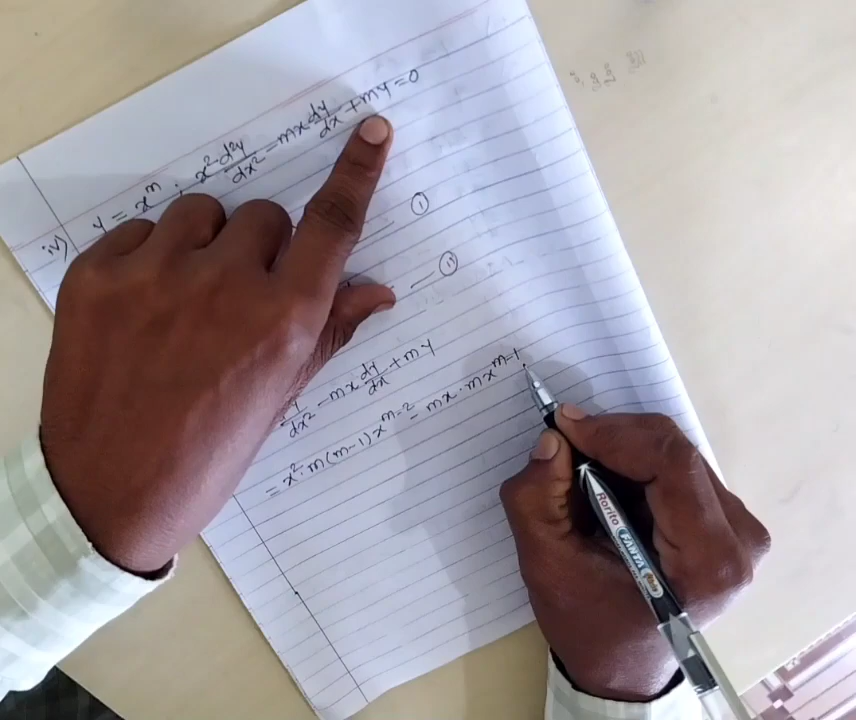 iv) y = x^m ; x² d²y/dx² - mx dy/dx + my = 0
— ①
— ②
y/dx² - mx dy/dx + my
= x² · m(m-1)x^(m-2) - mx · mx^(m-1)
Rorito FANTA